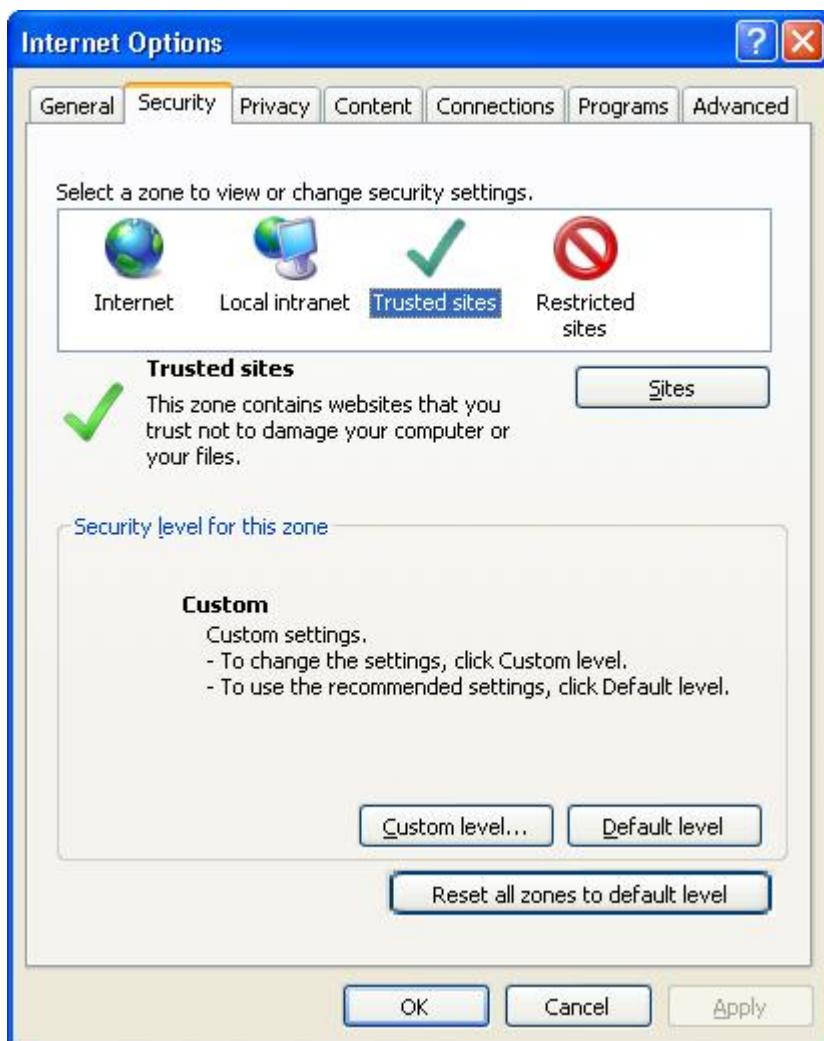 Internet Options
General Security Privacy Content Connections Programs Advanced
Select a zone to view or change security settings.
Internet Local intranet Trusted sites Restricted
sites
Trusted sites
Sites
This zone contains websites that you
trust not to damage your computer or
your files.
Security level for this zone
Custom
Custom settings.
- To change the settings, click Custom level.
- To use the recommended settings, click Default level.
Custom level... Default level
Reset all zones to default level
OK Cancel Apply